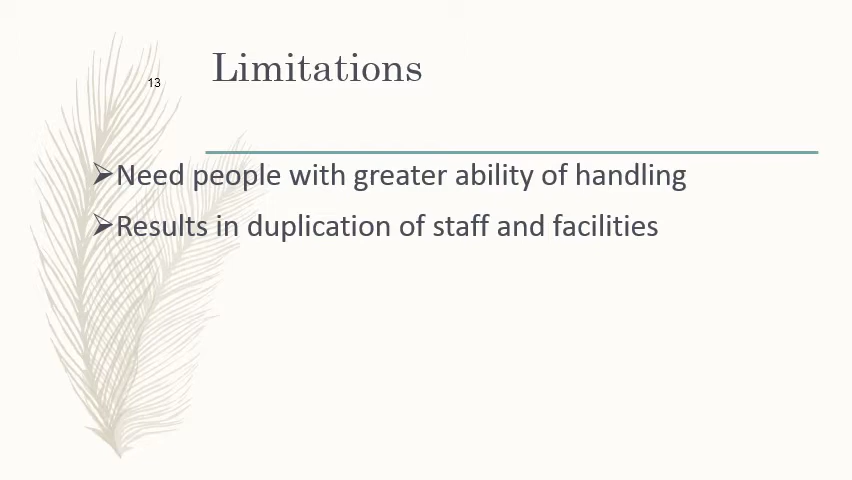 13
Limitations
➢Need people with greater ability of handling
➢Results in duplication of staff and facilities